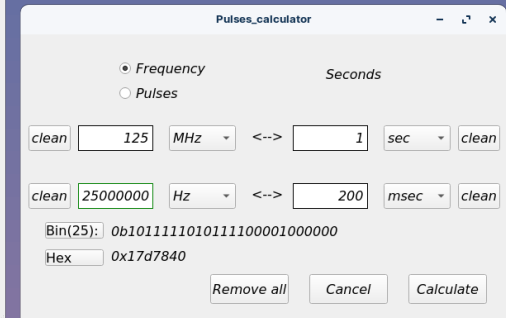 Pulses_calculator
Frequency
Seconds
Pulses
clean 125 MHz <--> 1 sec clean
clean 25000000 Hz <--> 200 msec clean
Bin(25): 0b1011111010111100001000000
Hex 0x17d7840
Remove all Cancel Calculate